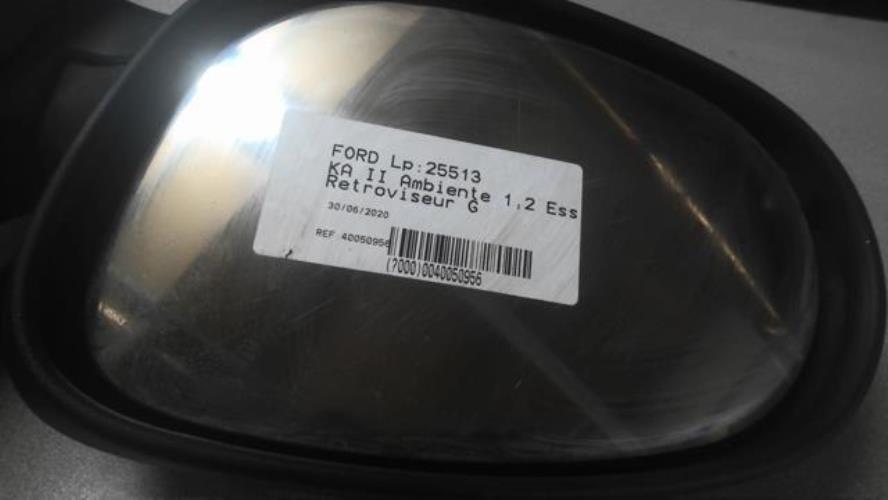 FORD Lp:25513
KA II Ambiente 1,2 Ess
Retroviseur G
30/06/2020
REF 40050956
(7000)0040050956